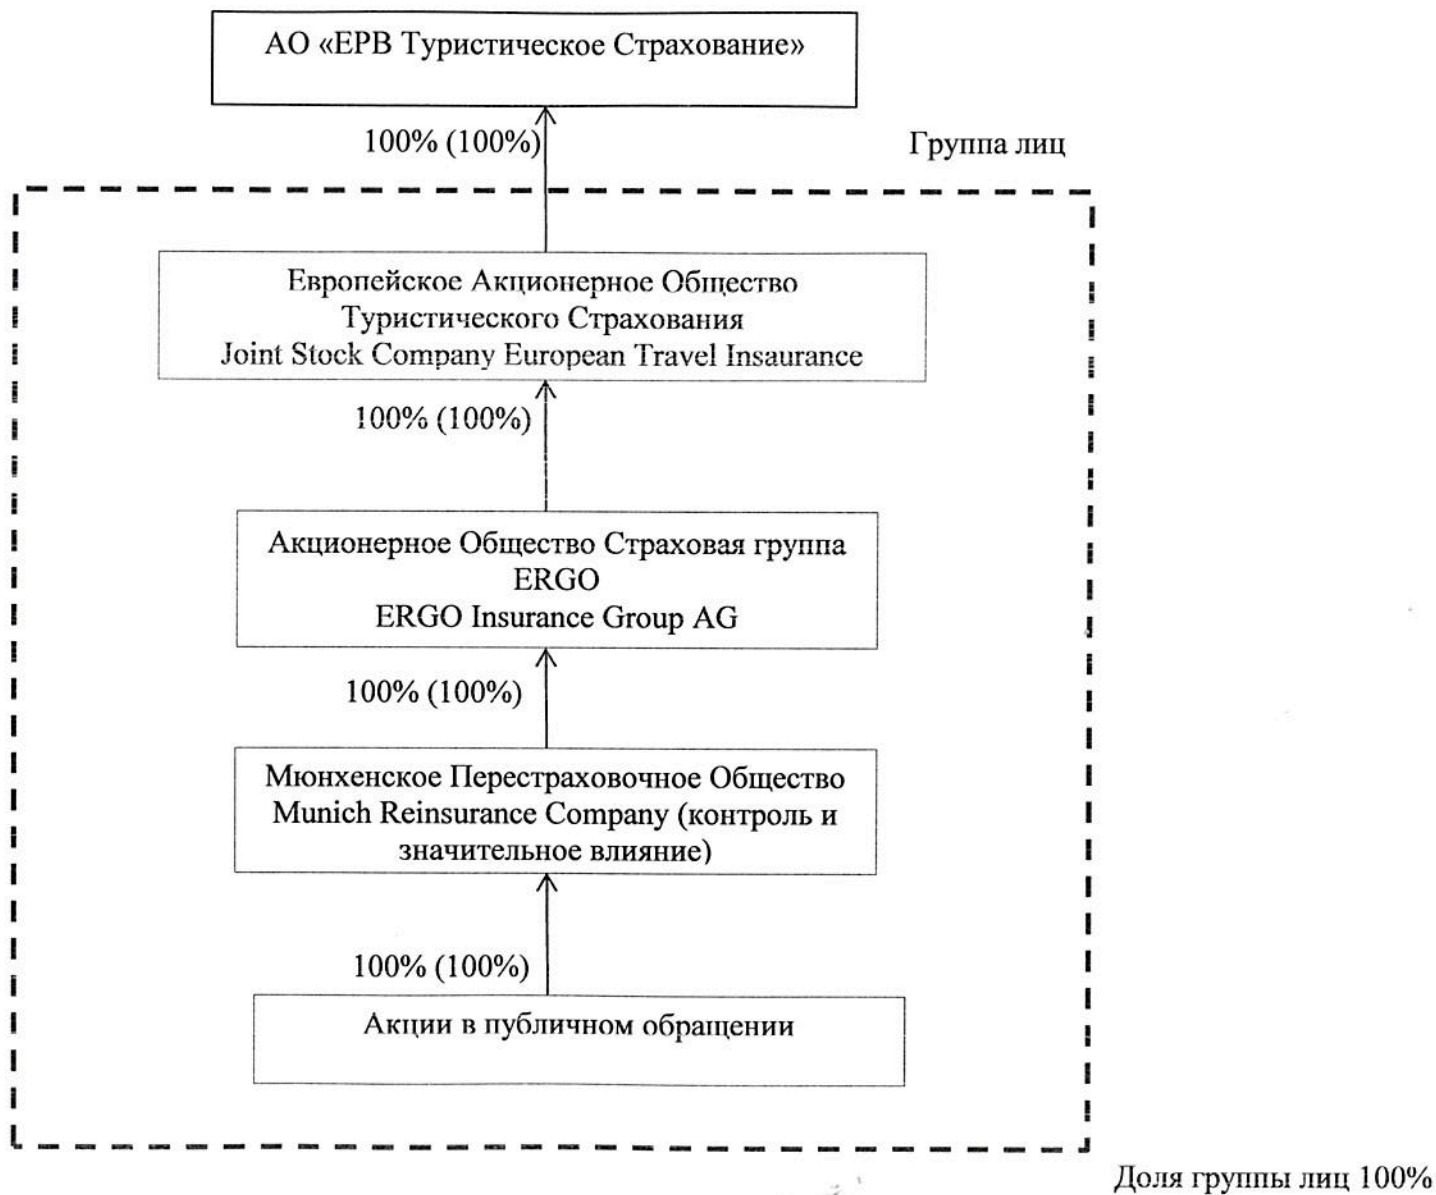 АО «ЕРВ Туристическое Страхование»
100% (100%)
Группа лиц
Европейское Акционерное Общество
Туристического Страхования
Joint Stock Company European Travel Insaurance
100% (100%)
Акционерное Общество Страховая группа
ERGO
ERGO Insurance Group AG
100% (100%)
Мюнхенское Перестраховочное Общество
Munich Reinsurance Company (контроль и
значительное влияние)
100% (100%)
Акции в публичном обращении
Доля группы лиц 100%